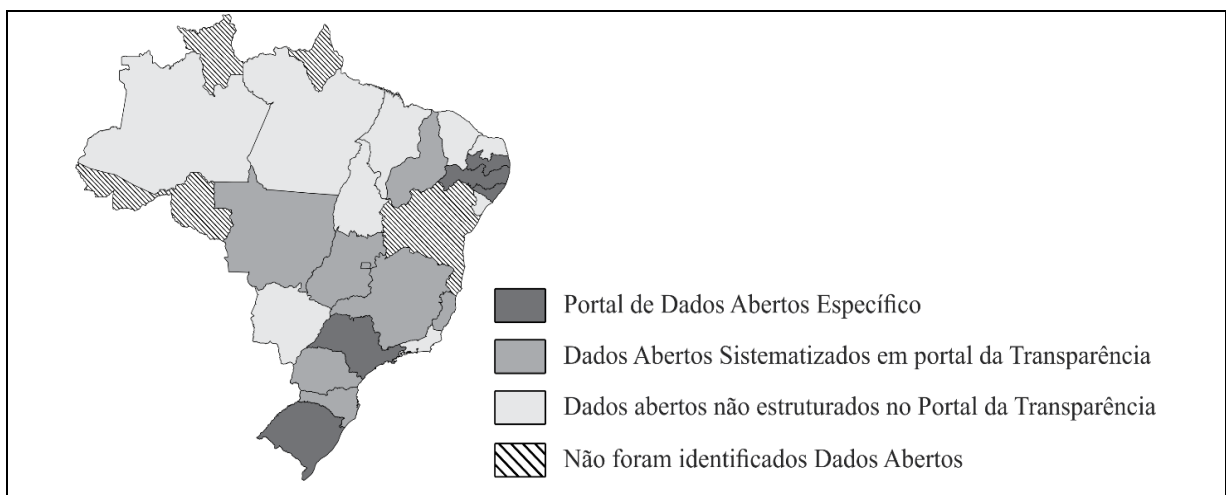 Portal de Dados Abertos Específico
Dados Abertos Sistematizados em portal da Transparência
Dados abertos não estruturados no Portal da Transparência
Não foram identificados Dados Abertos